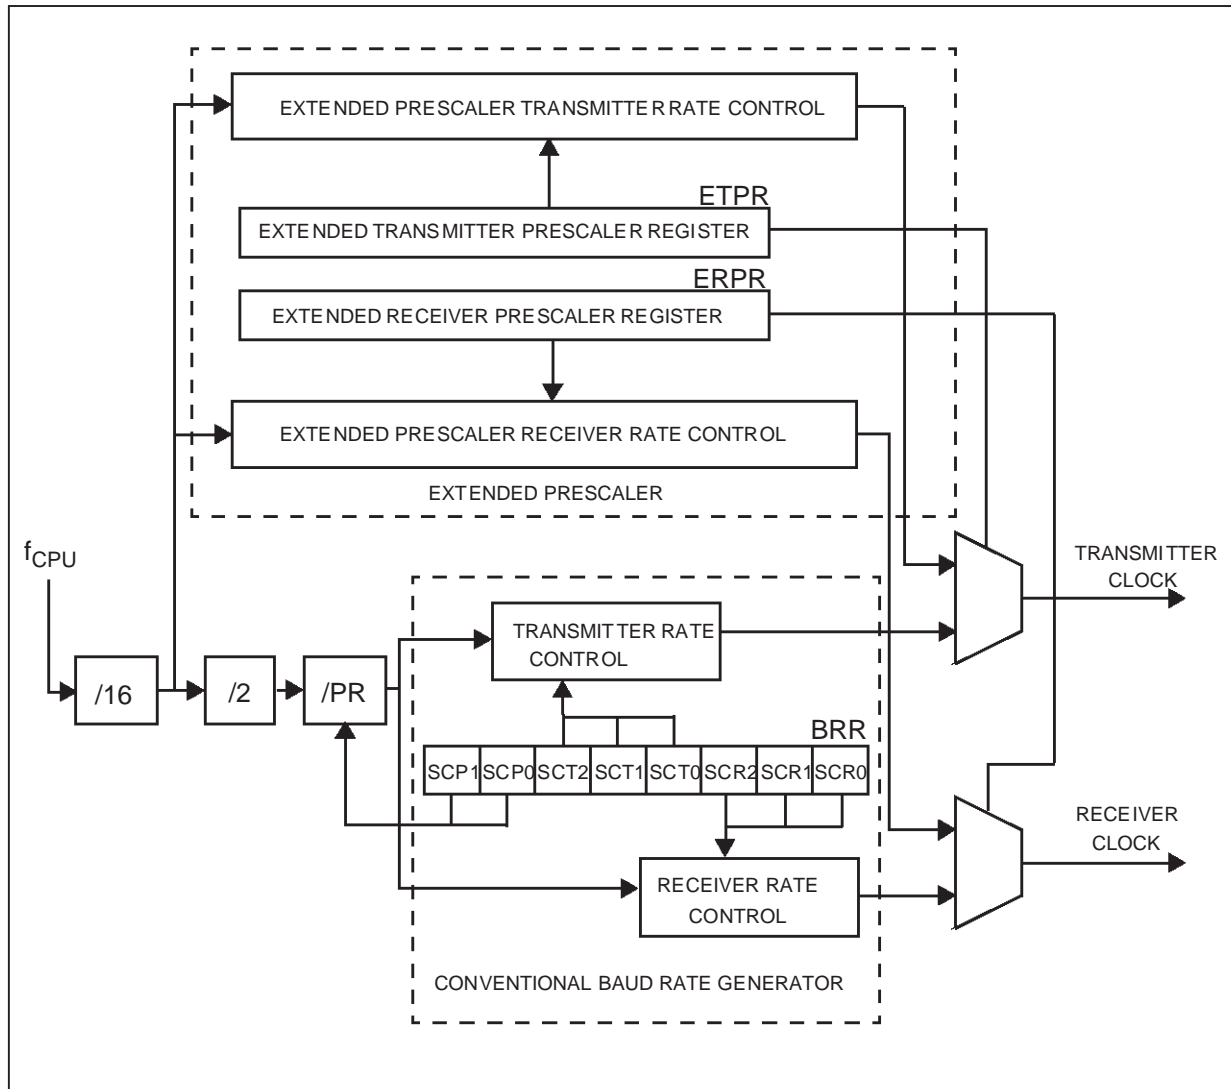 EXTENDED PRESCALER TRANSMITTER RATE CONTROL
ETPR
EXTENDED TRANSMITTER PRESCALER REGISTER
ERPR
EXTENDED RECEIVER PRESCALER REGISTER
EXTENDED PRESCALER RECEIVER RATE CONTROL
EXTENDED PRESCALER
fCPU
TRANSMITTER
CLOCK
TRANSMITTER RATE
CONTROL
/16
/2
/PR
BRR
SCP1 SCP0 SCT2 SCT1 SCT0 SCR2 SCR1 SCR0
RECEIVER
CLOCK
RECEIVER RATE
CONTROL
CONVENTIONAL BAUD RATE GENERATOR